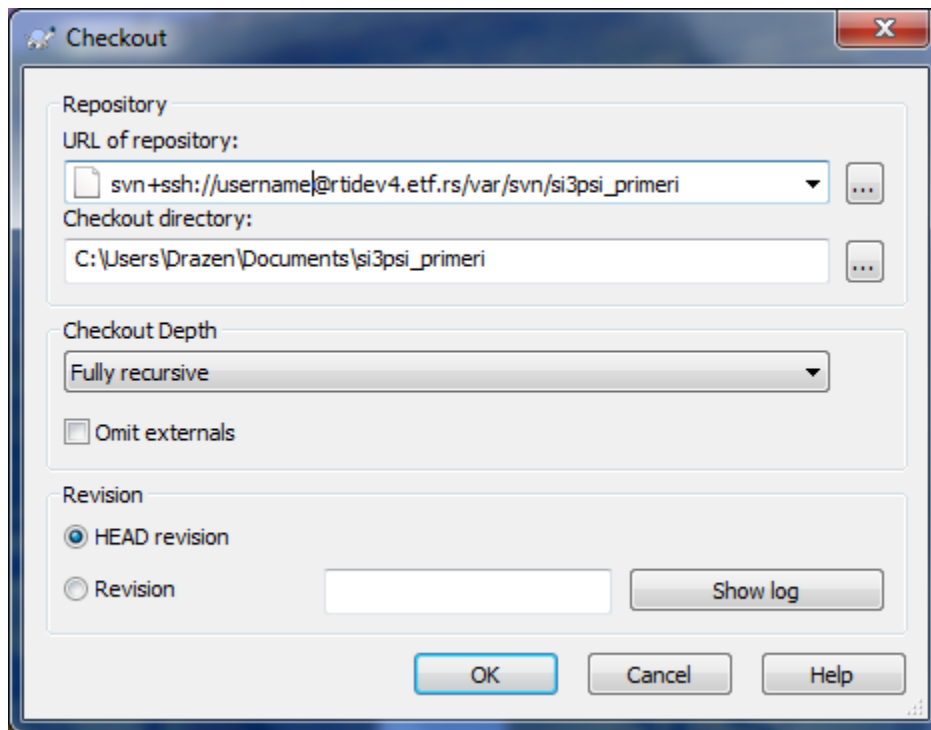 Checkout
Repository
URL of repository:
svn+ssh://username@rtidev4.etf.rs/var/svn/si3psi_primeri
...
Checkout directory:
C:\Users\Drazen\Documents\si3psi_primeri
...
Checkout Depth
Fully recursive
Omit externals
Revision
HEAD revision
Revision
Show log
OK Cancel Help